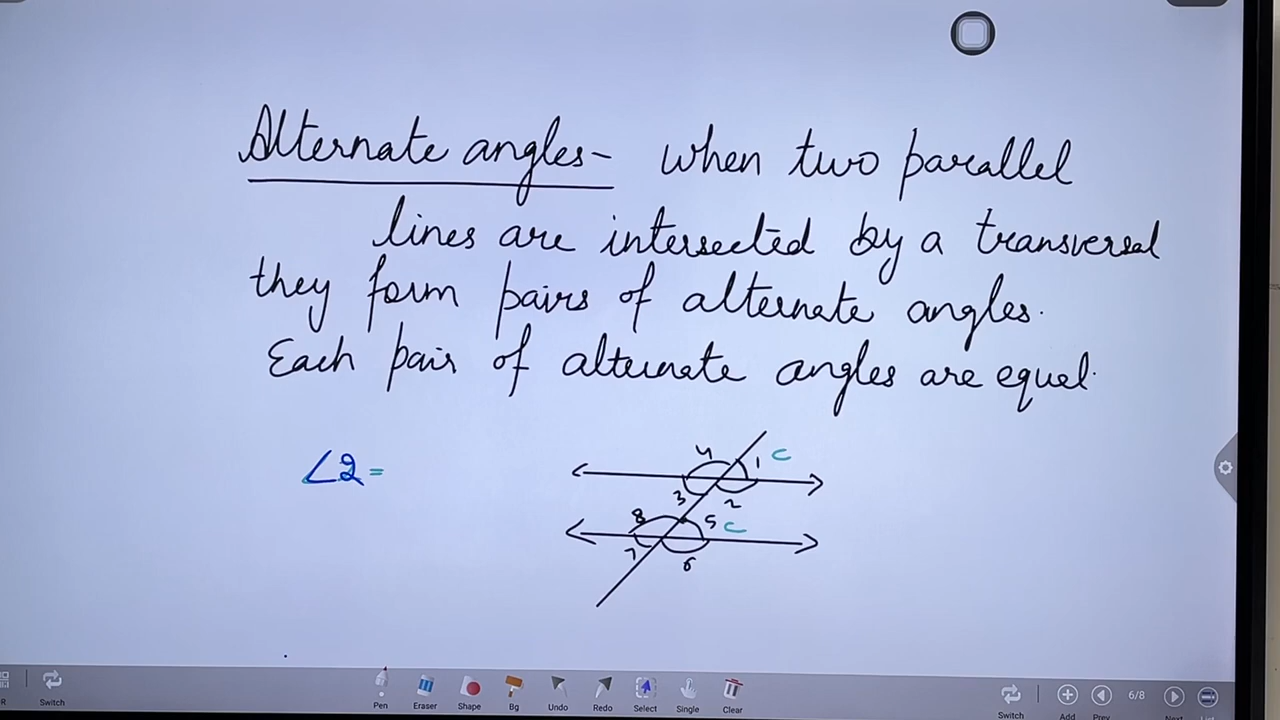 Alternate angles- when two parallel
lines are intersected by a transversal
they form pairs of alternate angles.
Each pair of alternate angles are equal.
∠2=
4 1 C
3 2
8 5 C
7 6
R Switch Pen Eraser Shape Bg Undo Redo Select Single Clear Switch Add Prev 6/8 Next